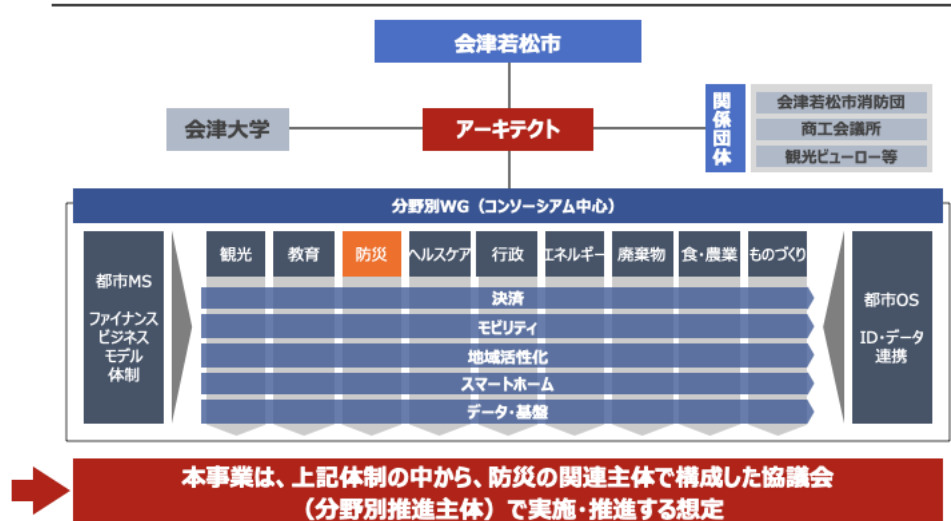 会津若松市
会津大学
アーキテクト
関係団体
会津若松市消防団
商工会議所
観光ビューロー等
分野別WG（コンソーシアム中心）
都市MS
ファイナンス
ビジネス
モデル
体制
観光
教育
防災
ヘルスケア
行政
エネルギー
廃棄物
食・農業
ものづくり
決済
モビリティ
地域活性化
スマートホーム
データ・基盤
都市OS
ID・データ
連携
本事業は、上記体制の中から、防災の関連主体で構成した協議会
（分野別推進主体）で実施・推進する想定